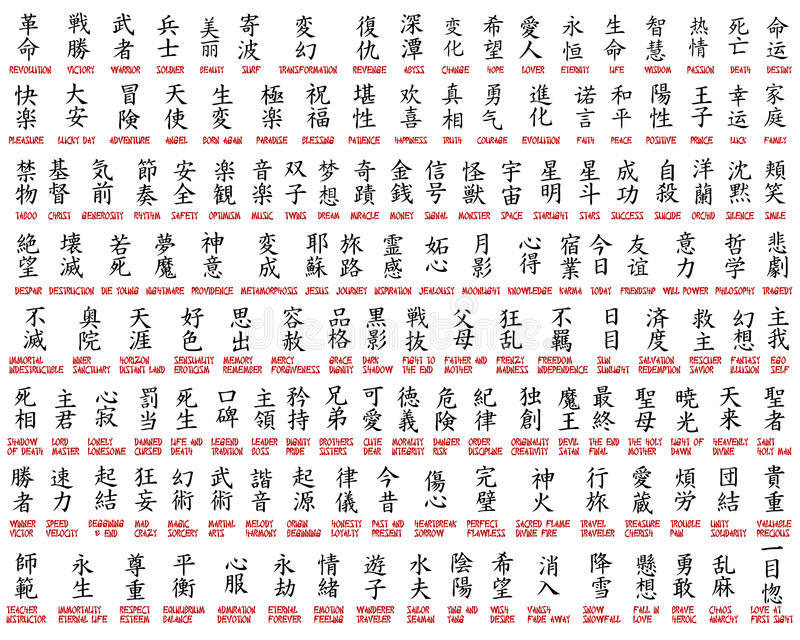 革命 戦勝 武者 兵士 美丽 寄波 変幻 復仇 深潭 変化 希望 愛人 永恒 生命 智慧 热情 死亡 命运
REVOLUTION VICTORY WARRIOR SOLDIER BEAUTY SURF TRANSFORMATION REVENGE ABYSS CHANGE HOPE LOVER ETERNITY LIFE WISDOM PASSION DEATH DESTINY
快楽 大安 冒険 天使 生変 極楽 祝福 堪性 欢喜 真相 勇气 進化 诺言 和平 陽性 王子 幸运 家庭
PLEASURE LUCKY DAY ADVENTURE ANGEL BORN AGAIN PARADISE BLESSING PATIENCE HAPPINESS TRUTH COURAGE EVOLUTION FAITH PEACE POSITIVE PRINCE LUCK FAMILY
禁物 基督 気前 節奏 安全 楽観 音楽 双子 梦想 奇蹟 金銭 信号 怪獣 宇宙 星明 星斗 成功 自殺 洋蘭 沈黙 頬笑
TABOO CHRIST GENEROSITY RHYTHM SAFETY OPTIMISM MUSIC TWINS DREAM MIRACLE MONEY SIGNAL MONSTER SPACE STARLIGHT STARS SUCCESS SUICIDE ORCHID SILENCE SMILE
絶望 壊滅 若死 夢魔 神意 変成 耶蘇 旅路 霊感 妬心 月影 心得 宿業 今日 友誼 意力 哲学 悲劇
DESPAIR DESTRUCTION DIE YOUNG NIGHTMARE PROVIDENCE METAMORPHOSIS JESUS JOURNEY INSPIRATION JEALOUSY MOONLIGHT KNOWLEDGE KARMA TODAY FRIENDSHIP WILL POWER PHILOSOPHY TRAGEDY
不滅 奥院 天涯 好色 思出 容赦 品格 黒影 戦抜 父母 狂乱 不羈 日目 済度 救主 幻想 主我
IMMORTAL INNER HORIZON SENSUALITY MEMORY MERCY GRACE DARK FIGHT TO FATHER AND FRENZY FREEDOM SUN SALVATION RESCUER FANTASY EGO
INDESTRUCTIBLE SANCTUARY DISTANT LAND EROTICISM REMEMBER FORGIVENESS DIGNITY SHADOW THE END MOTHER MADNESS INDEPENDENCE SUNLIGHT REDEMPTION SAVIOR ILLUSION SELF
死相 主君 心寂 罰当 死生 口碑 主領 矜持 兄弟 可愛 徳義 危険 紀律 独創 魔王 最終 聖母 暁光 天来 聖者
SHADOW LORD LONELY DAMNED LIFE AND LEGEND LEADER DIGNITY BROTHERS CUTE MORALITY DANGER ORDER ORIGINALITY DEVIL THE END THE HOLY LIGHT OF HEAVENLY SAINT
OF DEATH MASTER LONESOME CURSED DEATH TRADITION BOSS PRIDE SISTERS DEAR INTEGRITY RISK DISCIPLINE CREATIVITY SATAN FINAL MOTHER DAWN DIVINE HOLY MAN
勝者 速力 起結 狂妄 幻術 武術 諧音 起源 律儀 今昔 傷心 完璧 神火 行旅 愛蔵 煩労 団結 貴重
WINNER SPEED BEGGINING MAD MAGIC MARTIAL MELODY ORIGIN HONESTY PAST AND HEARTBREAK PERFECT SACRED FLAME TRAVEL TREASURE TROUBLE UNITY VALUABLE
VICTOR VELOCITY & END CRAZY SORCERY ARTS HARMONY BEGINNING LOYALTY PRESENT SORROW FLAWLESS DIVINE FIRE TRAVELER CHERISH PAIN SOLIDARITY PRECIOUS
師範 永生 尊重 平衡 心服 永劫 情緒 遊子 水夫 陰陽 希望 消入 降雪 懸想 勇敢 乱麻 一目惚
TEACHER IMMORTALITY RESPECT EQUILIBRIUM ADMIRATION ETERNAL EMOTION WANDERER SAILOR YING AND WISH VANISH SNOW FALL IN BRAVE CHAOS LOVE AT
INSTRUCTOR ETERNAL LIFE ESTEEM BALANCE DEVOTION FOREVER FEELING TRAVELER SAILOR YANG DESIRE FADE AWAY SNOWFALL LOVE HEROIC ANARCHY FIRST SIGHT